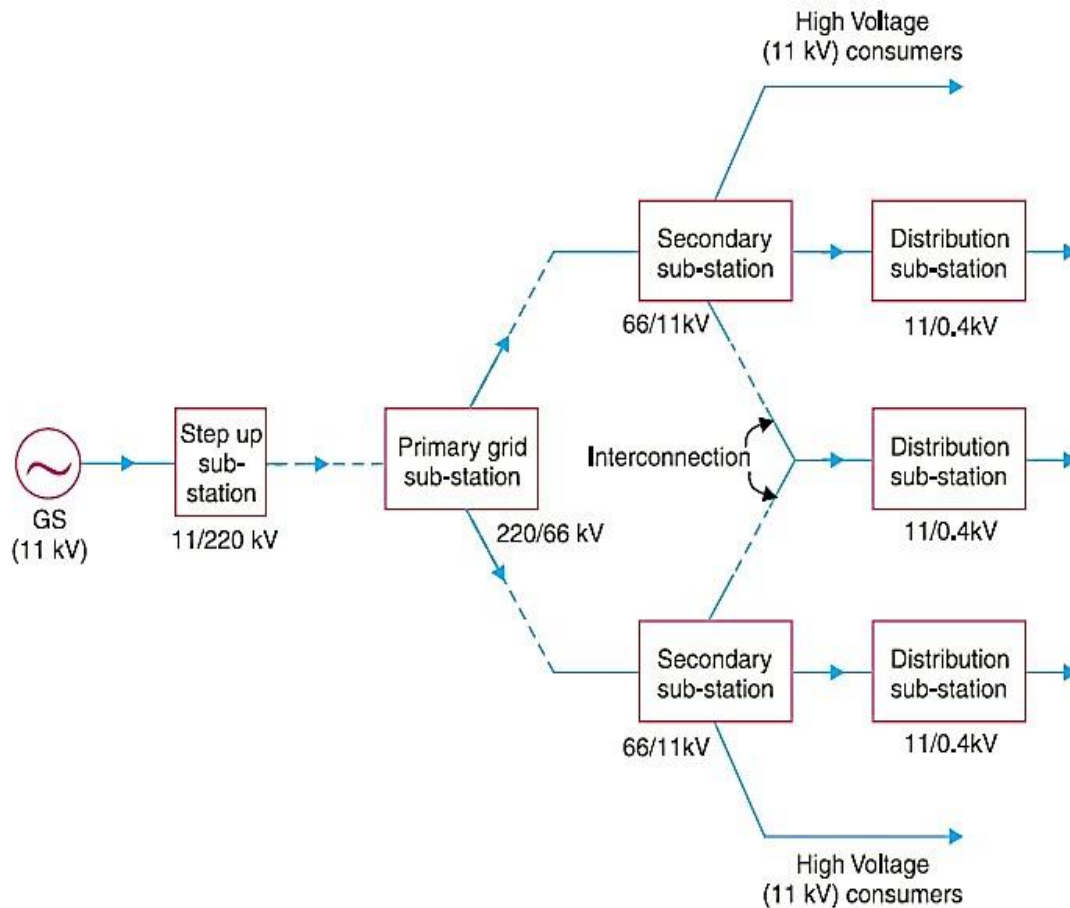 High Voltage
(11 kV) consumers
Secondary
sub-station
66/11kV
Distribution
sub-station
11/0.4kV
GS
(11 kV)
Step up
sub-
station
11/220 kV
Primary grid
sub-station
220/66 kV
Interconnection
Distribution
sub-station
11/0.4kV
Secondary
sub-station
66/11kV
Distribution
sub-station
11/0.4kV
High Voltage
(11 kV) consumers